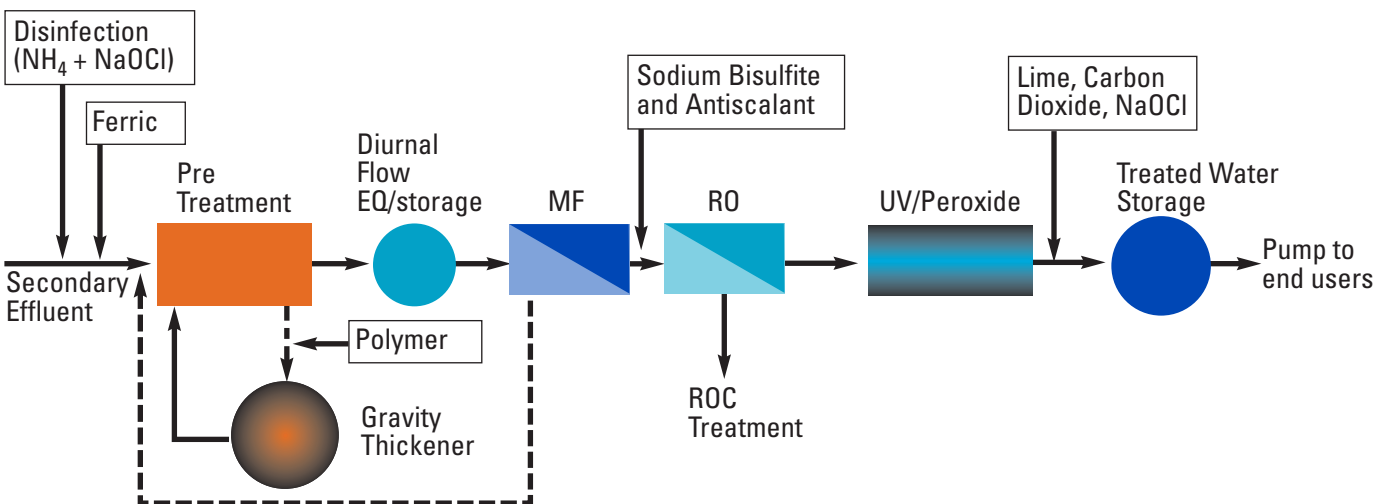 Disinfection
(NH₄ + NaOCl)
Ferric
Pre
Treatment
Diurnal
Flow
EQ/storage
MF
Sodium Bisulfite
and Antiscalant
RO
UV/Peroxide
Lime, Carbon
Dioxide, NaOCl
Treated Water
Storage
Pump to
end users
Secondary
Effluent
Polymer
Gravity
Thickener
ROC
Treatment